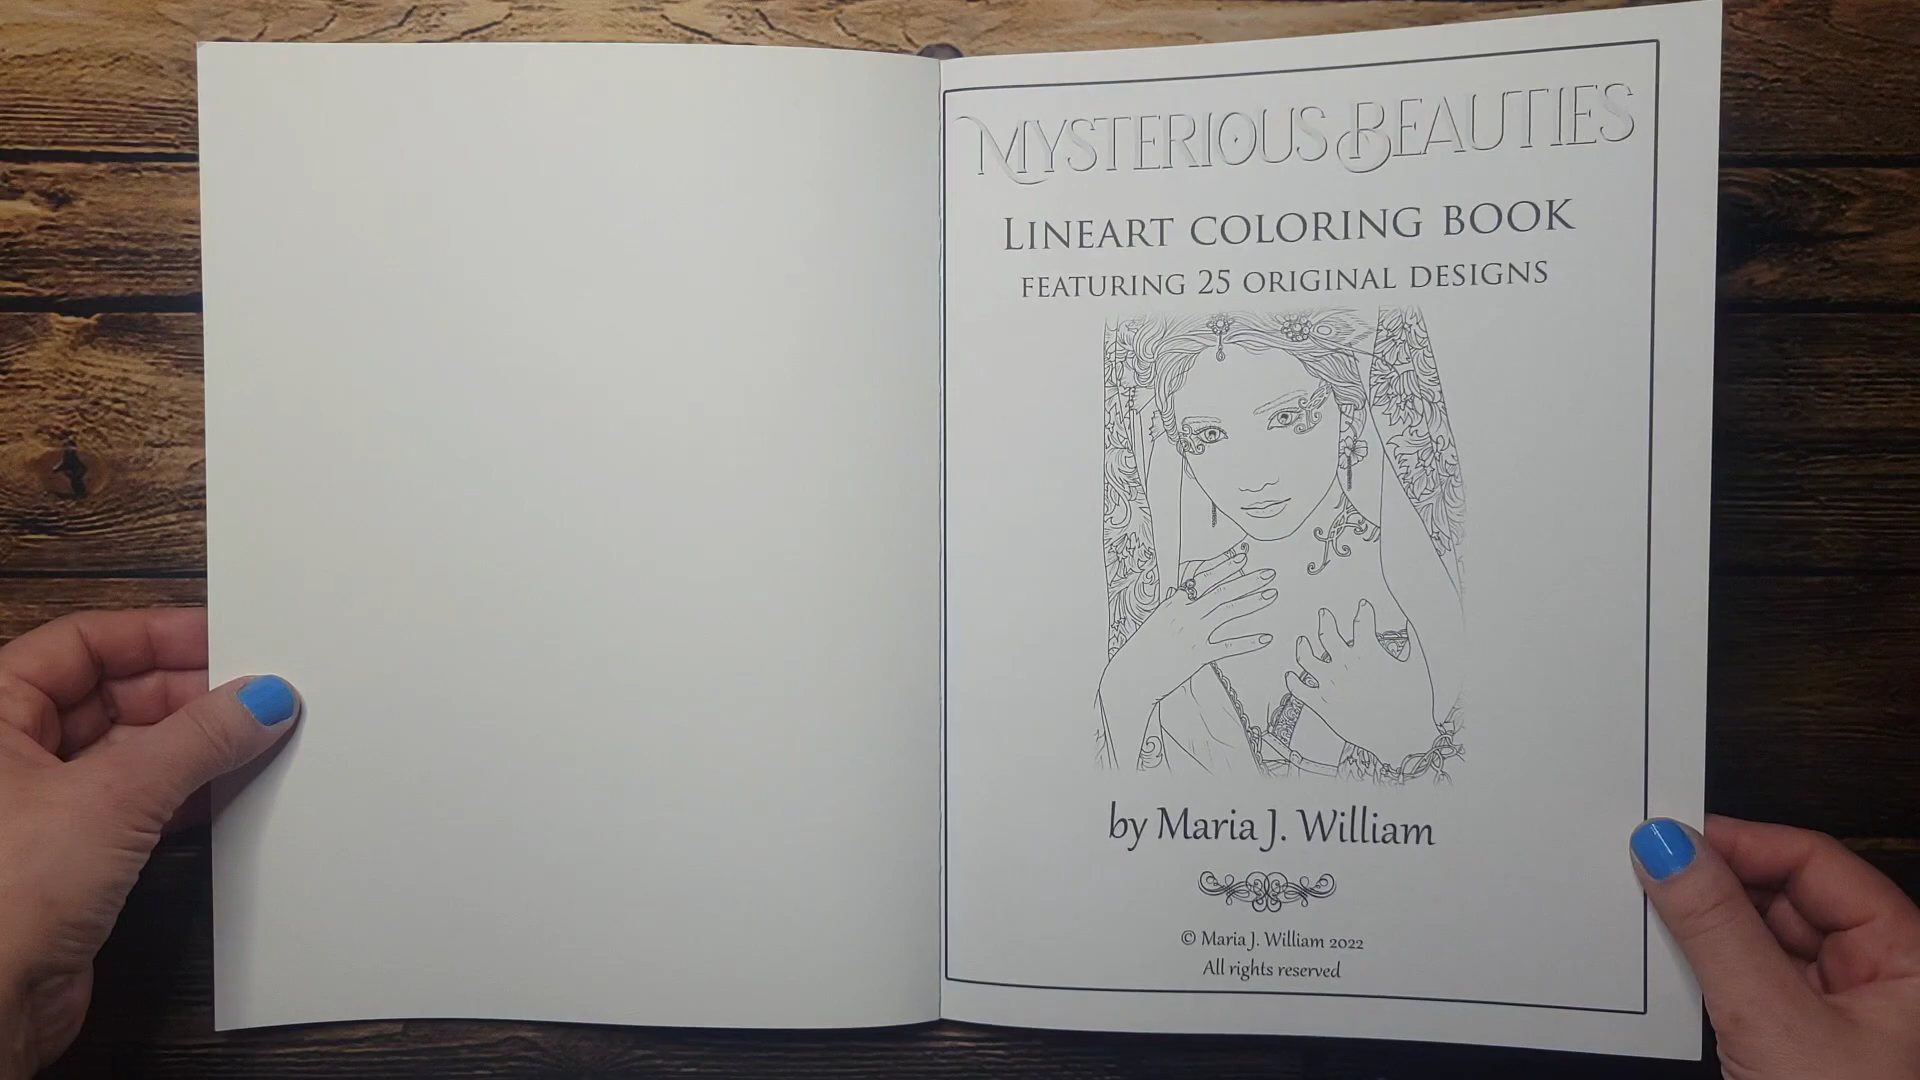 Mysterious Beauties
Lineart coloring book
featuring 25 original designs
by Maria J. William
© Maria J. William 2022
All rights reserved